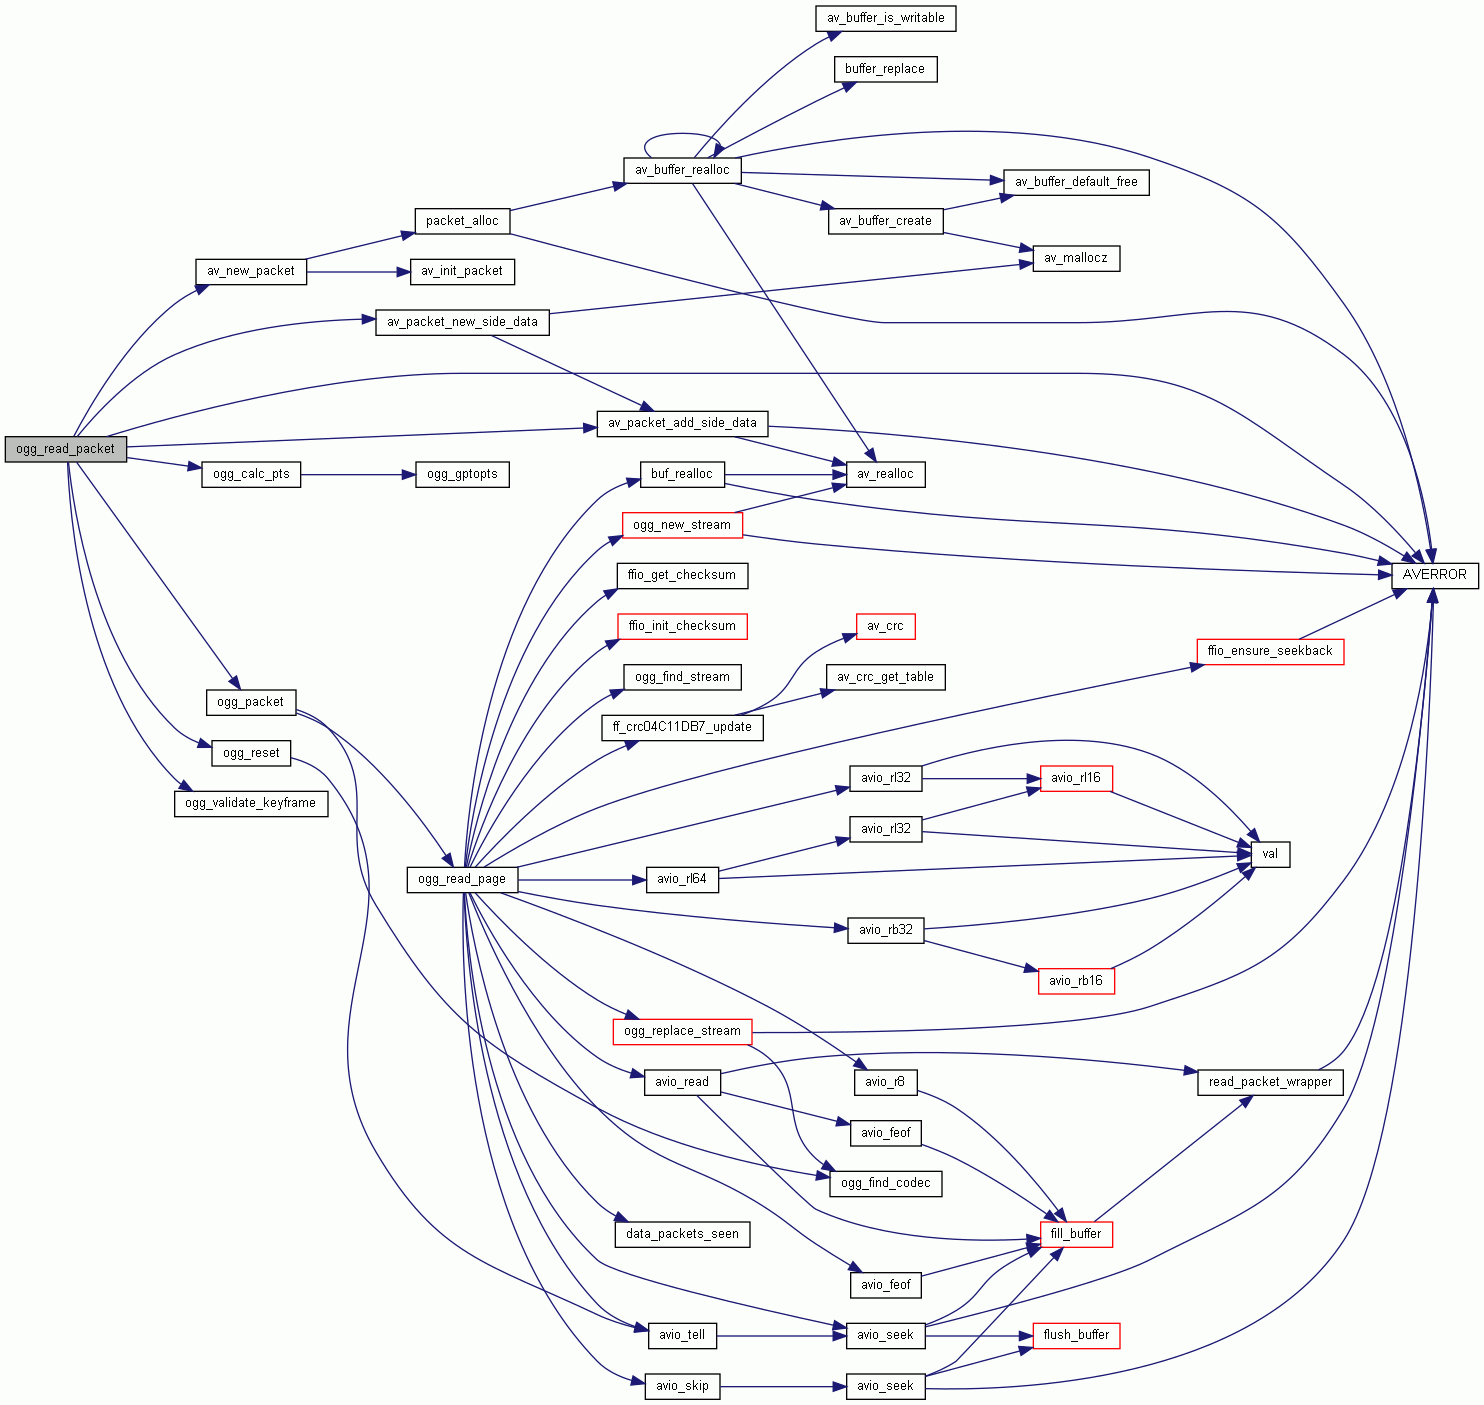 av_buffer_is_writable
buffer_replace
av_buffer_realloc
av_buffer_default_free
packet_alloc
av_buffer_create
av_new_packet
av_init_packet
av_mallocz
av_packet_new_side_data
av_packet_add_side_data
ogg_read_packet
ogg_calc_pts
ogg_gptopts
buf_realloc
av_realloc
ogg_new_stream
ffio_get_checksum
AVERROR
ffio_init_checksum
av_crc
ffio_ensure_seekback
ogg_find_stream
av_crc_get_table
ogg_packet
ff_crc04C11DB7_update
ogg_reset
avio_rl32
avio_rl16
ogg_validate_keyframe
avio_rl32
val
ogg_read_page
avio_rl64
avio_rb32
avio_rb16
ogg_replace_stream
avio_read
avio_r8
read_packet_wrapper
avio_feof
ogg_find_codec
data_packets_seen
fill_buffer
avio_feof
avio_tell
avio_seek
flush_buffer
avio_skip
avio_seek